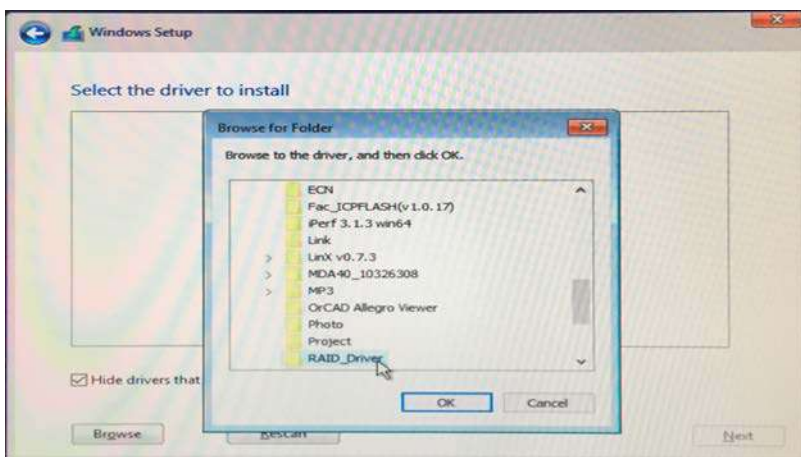 Windows Setup
Select the driver to install
Browse for Folder
Browse to the driver, and then click OK.
ECN
Fac_ICPFLASH(v1.0.17)
iPerf 3.1.3 win64
Link
LinX v0.7.3
MDA40_10326308
MP3
OrCAD Allegro Viewer
Photo
Project
RAID_Driver
Hide drivers that
OK Cancel
Browse Rescan Next